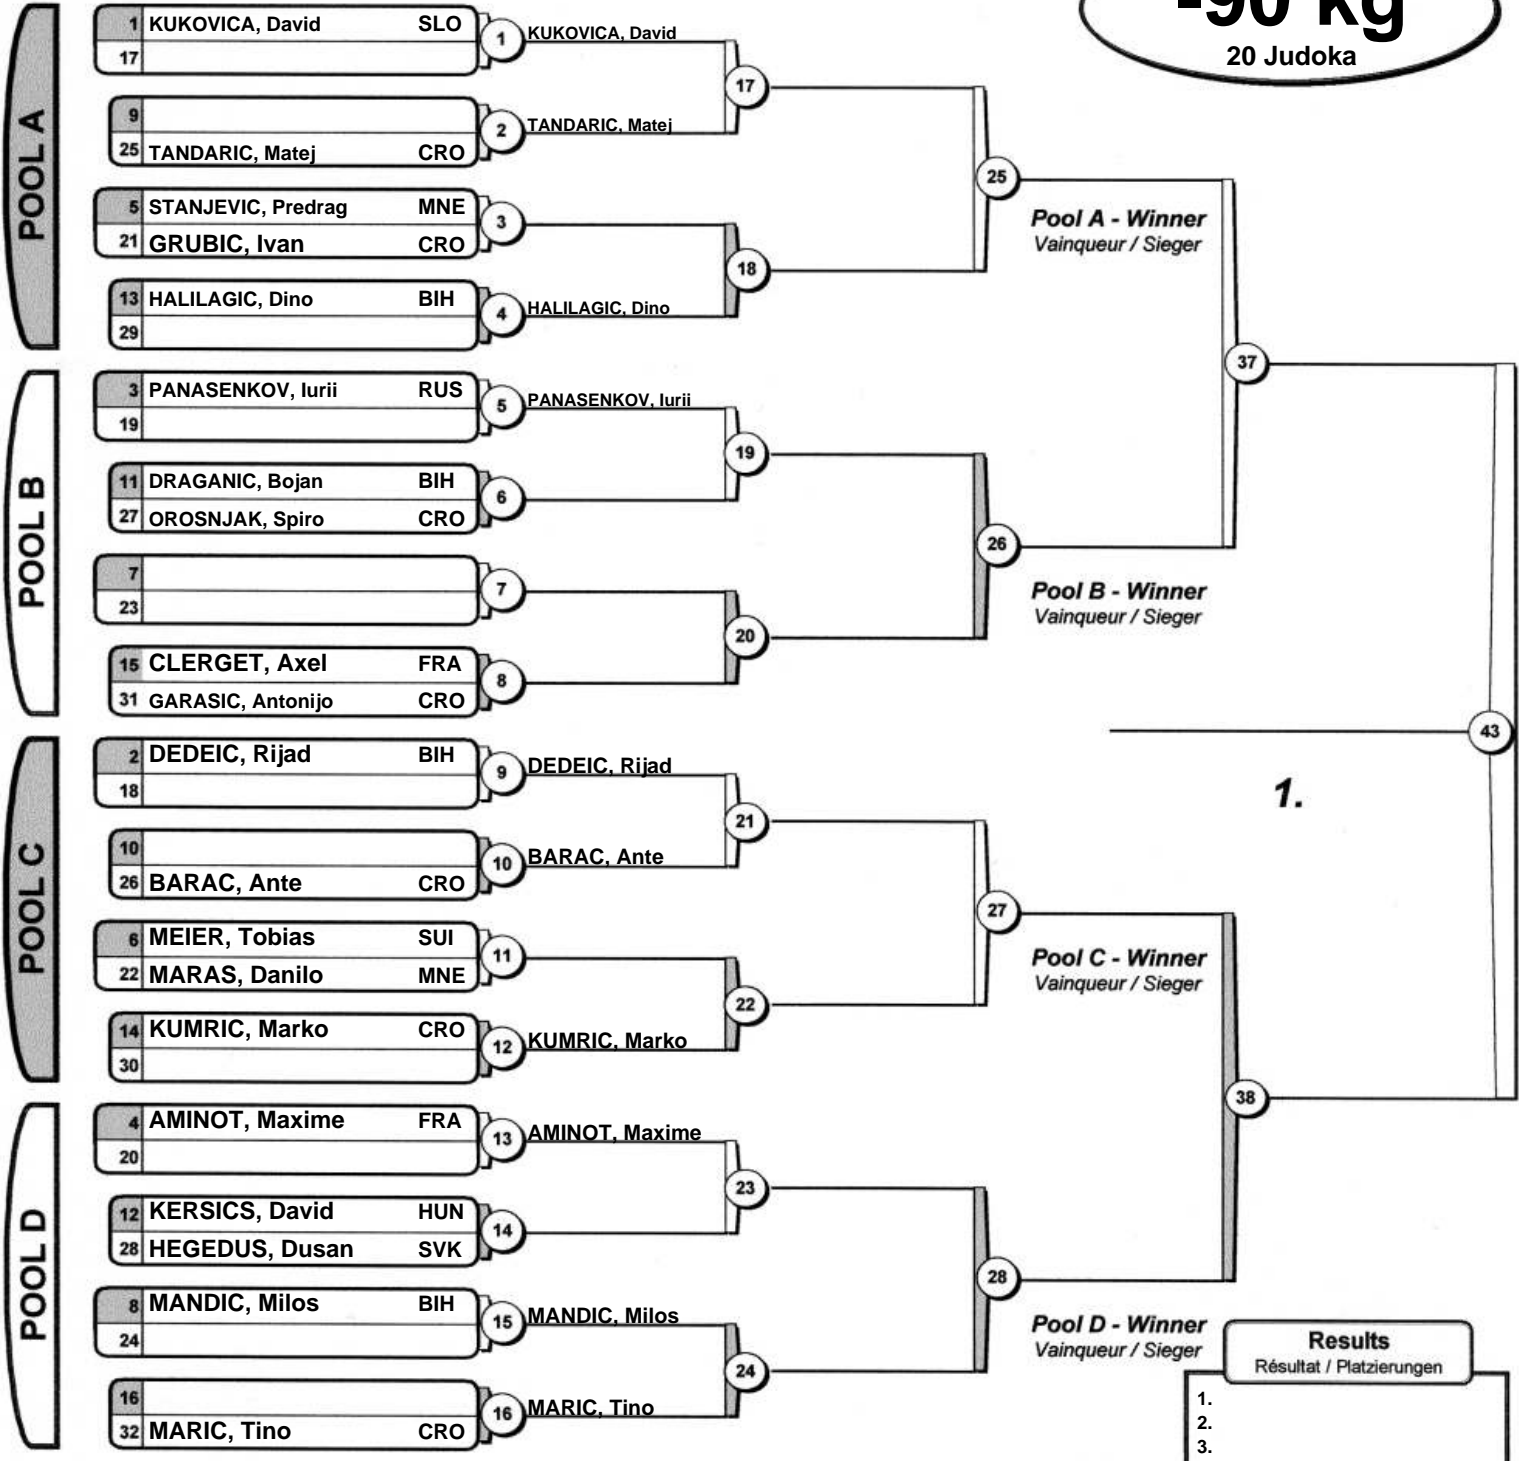 -90 kg
20 Judoka
POOL A
1 KUKOVICA, David SLO
17
1 KUKOVICA, David
9
25 TANDARIC, Matej CRO
2 TANDARIC, Matej
17
5 STANJEVIC, Predrag MNE
21 GRUBIC, Ivan CRO
3
13 HALILAGIC, Dino BIH
29
4 HALILAGIC, Dino
18
25
Pool A - Winner
Vainqueur / Sieger
POOL B
3 PANASENKOV, Iurii RUS
19
5 PANASENKOV, Iurii
11 DRAGANIC, Bojan BIH
27 OROSNJAK, Spiro CRO
6
19
7
23
7
15 CLERGET, Axel FRA
31 GARASIC, Antonijo CRO
8
20
26
Pool B - Winner
Vainqueur / Sieger
37
POOL C
2 DEDEIC, Rijad BIH
18
9 DEDEIC, Rijad
10
26 BARAC, Ante CRO
10 BARAC, Ante
21
6 MEIER, Tobias SUI
22 MARAS, Danilo MNE
11
14 KUMRIC, Marko CRO
30
12 KUMRIC, Marko
22
27
Pool C - Winner
Vainqueur / Sieger
43
1.
POOL D
4 AMINOT, Maxime FRA
20
13 AMINOT, Maxime
12 KERSICS, David HUN
28 HEGEDUS, Dusan SVK
14
23
8 MANDIC, Milos BIH
24
15 MANDIC, Milos
16
32 MARIC, Tino CRO
16 MARIC, Tino
24
28
Pool D - Winner
Vainqueur / Sieger
38
Results
Résultat / Platzierungen
1.
2.
3.